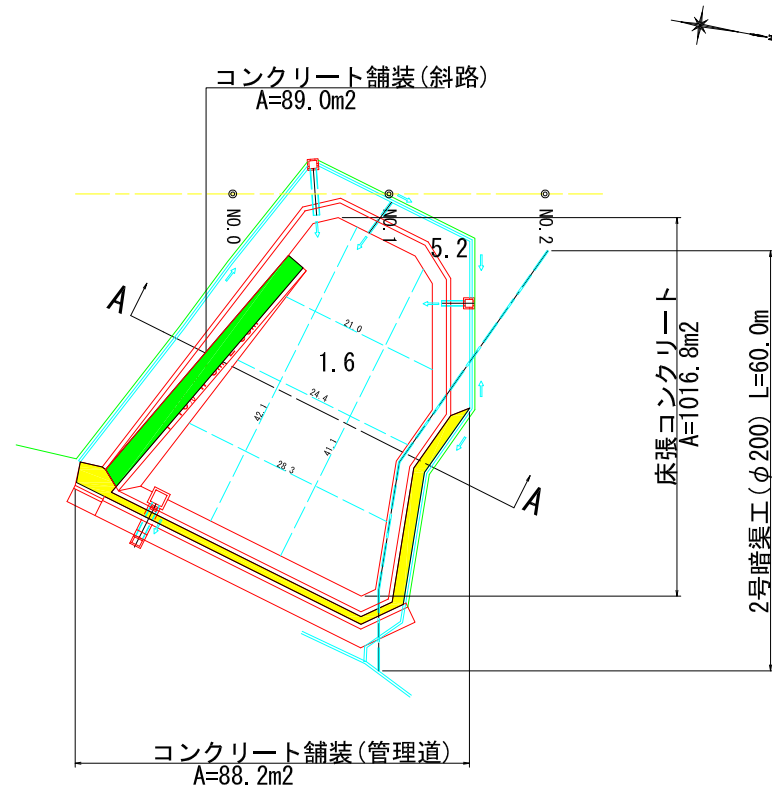 コンクリート舗装(斜路)
A=89.0m2
NO.0
NO.1
NO.2
5.2
A
21.0
1.6
24.4
42.1
41.1
28.3
A
床張コンクリート
A=1016.8m2
2号暗渠工(φ200) L=60.0m
コンクリート舗装(管理道)
A=88.2m2